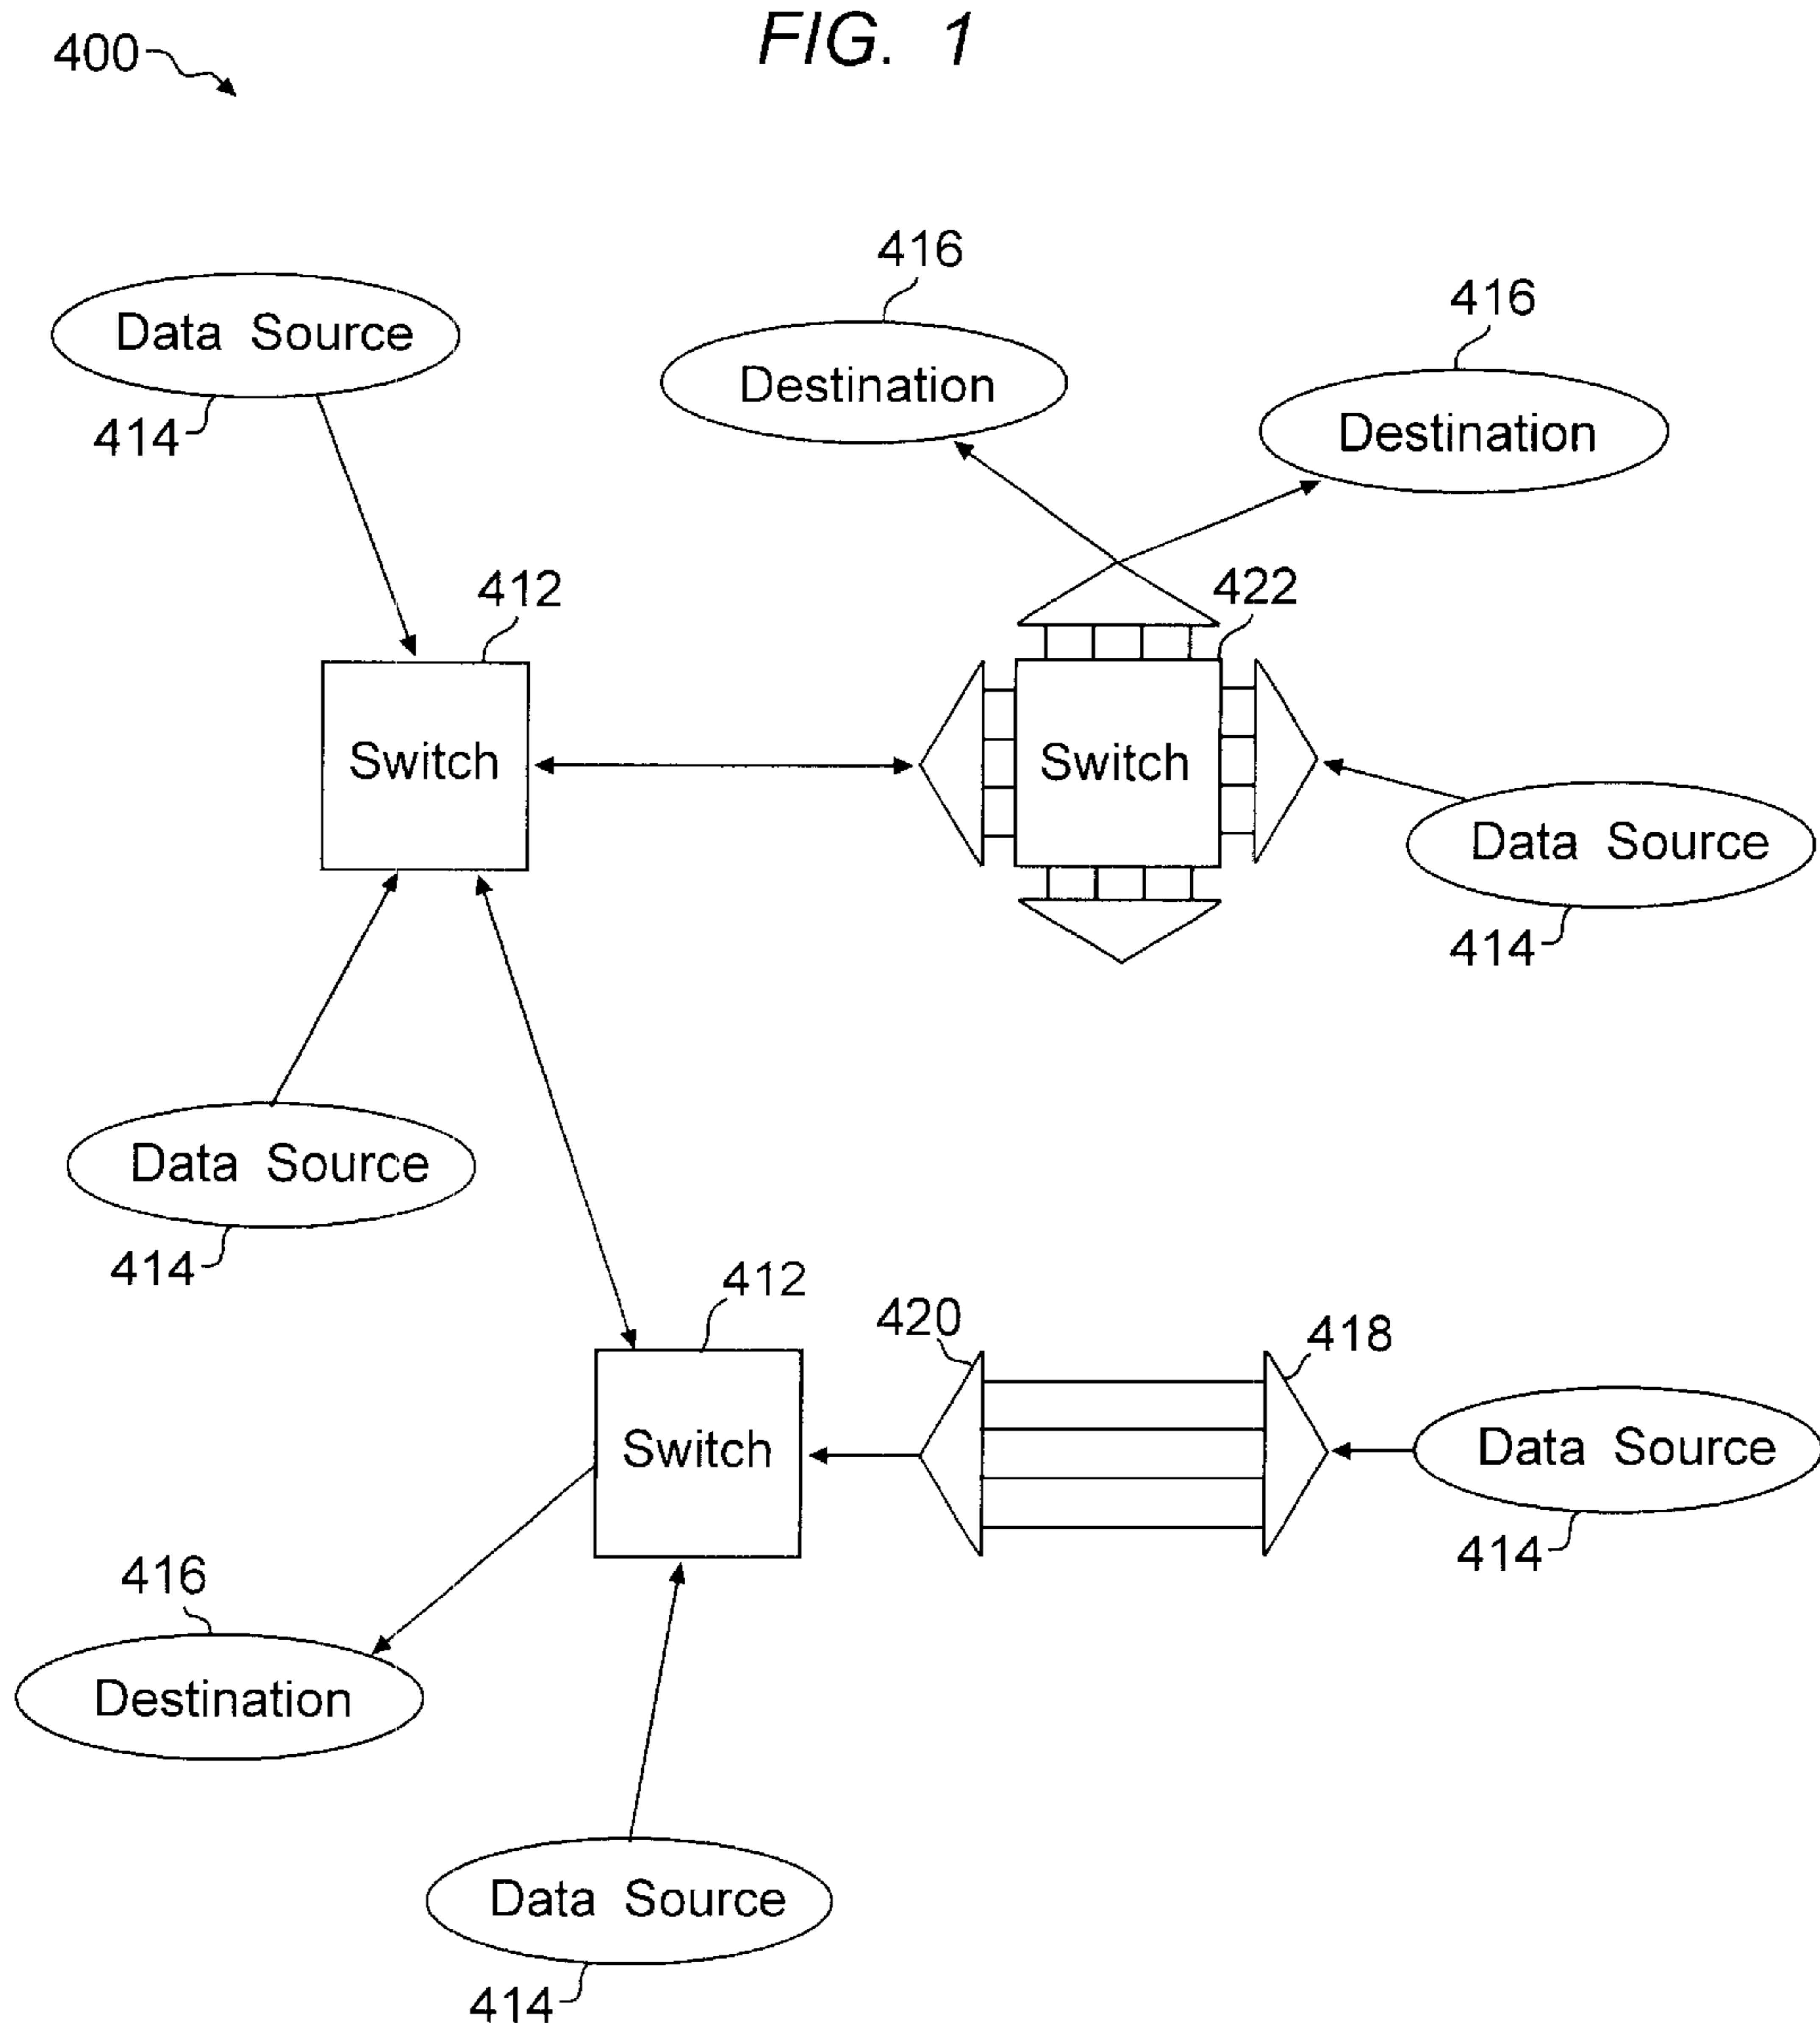 FIG. 1
400
416
416
Data Source
Destination
Destination
414
412
422
Switch
Switch
Data Source
414
Data Source
414
412
420
418
Switch
Data Source
414
416
Destination
Data Source
414